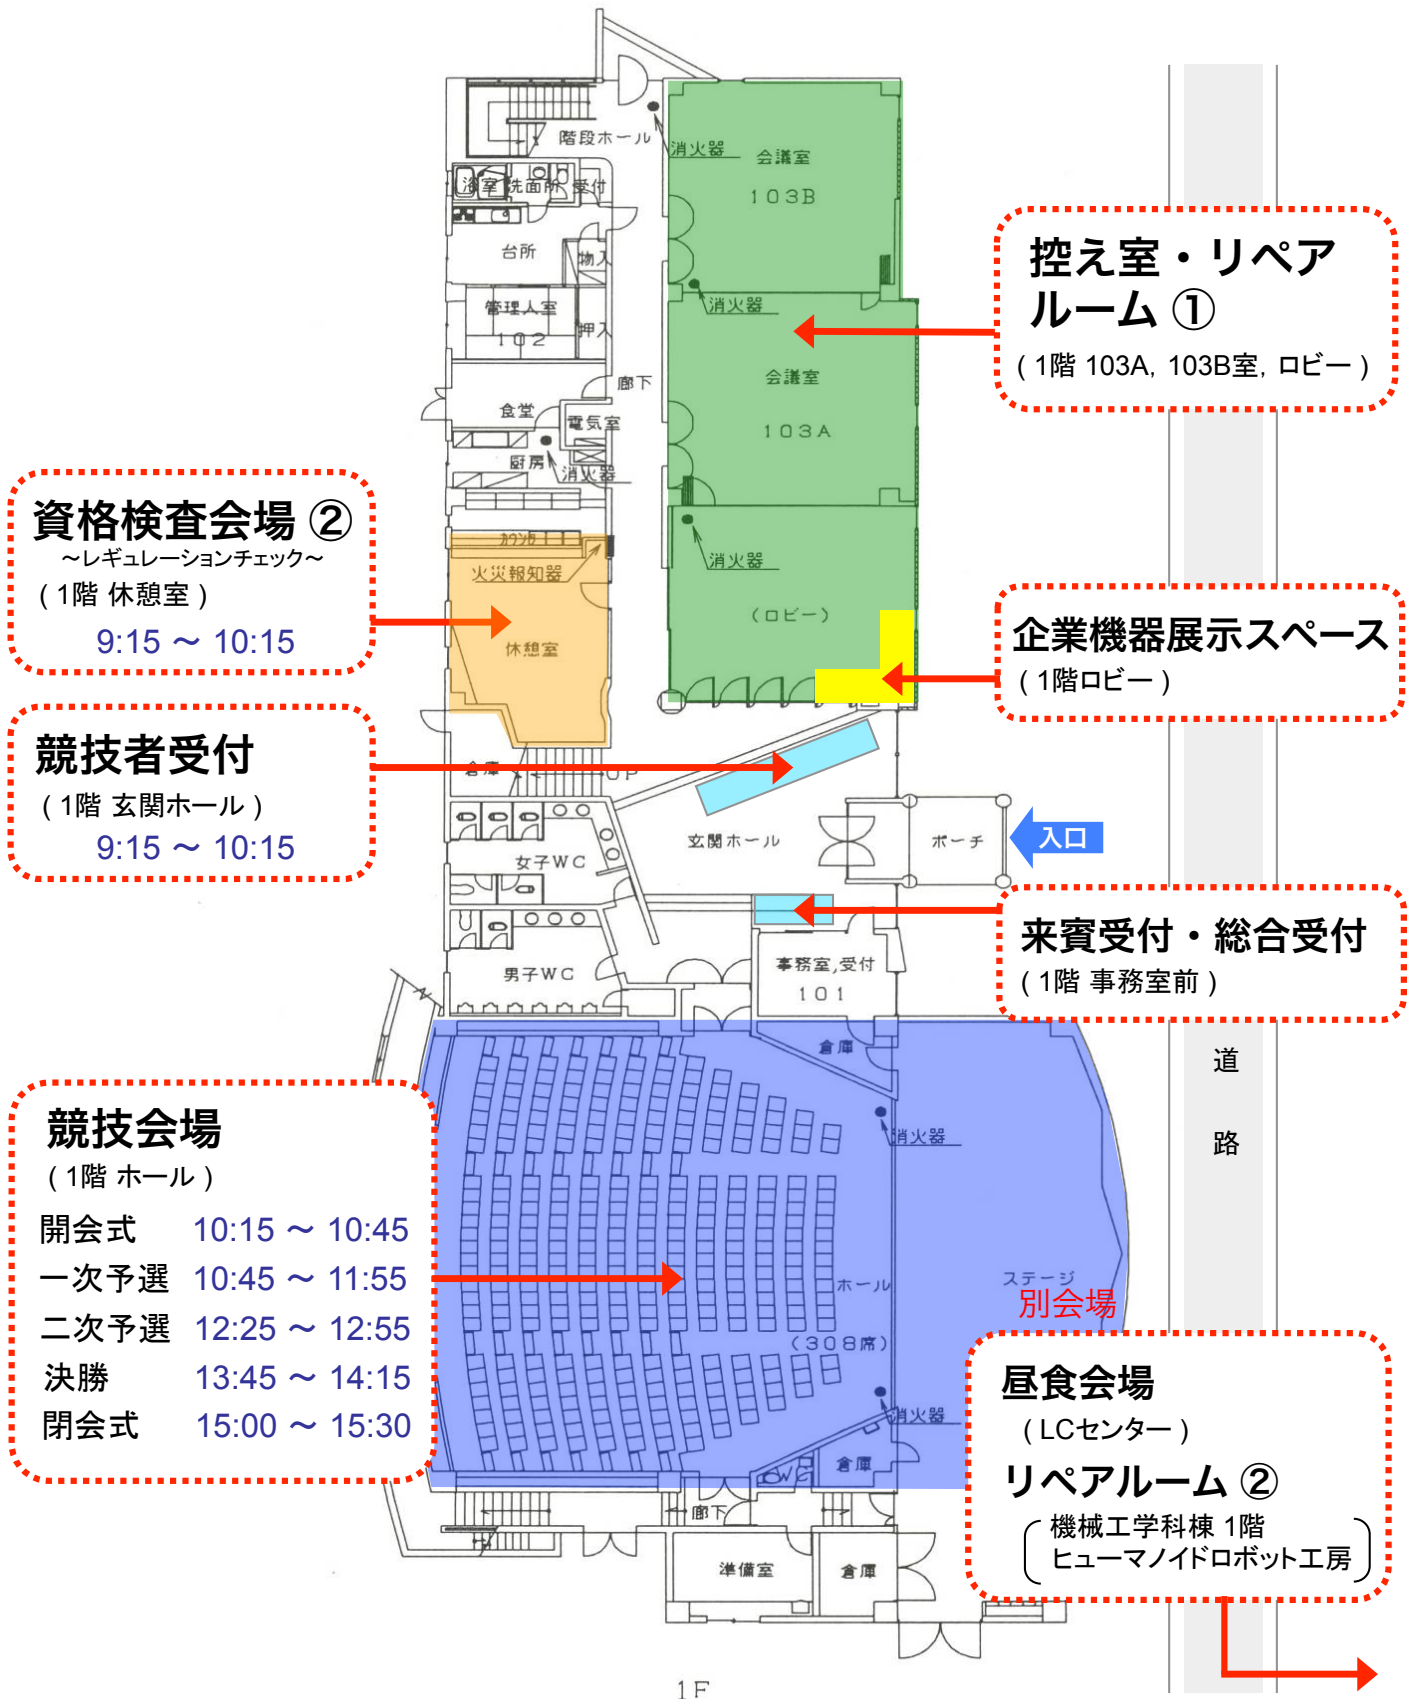 階段ホール
消火器
会議室
103B
浴室 洗面所 受付
台所
物入
消火器
管理人室
102
押入
会議室
103A
廊下
食堂
電気室
厨房
消火器
カウンタ
火災報知器
休憩室
消火器
(ロビー)
倉庫
UP
女子WC
玄関ホール
ポーチ
入口
男子WC
事務室,受付
101
倉庫
消火器
ホール
(308席)
ステージ
別会場
消火器
倉庫
WC
廊下
準備室
倉庫
1F
道
路
控え室・リペア
ルーム ①
( 1階 103A, 103B室, ロビー )
資格検査会場 ②
～レギュレーションチェック～
( 1階 休憩室 )
9:15 ～ 10:15
企業機器展示スペース
( 1階ロビー )
競技者受付
( 1階 玄関ホール )
9:15 ～ 10:15
来賓受付・総合受付
( 1階 事務室前 )
競技会場
( 1階 ホール )
開会式 10:15 ～ 10:45
一次予選 10:45 ～ 11:55
二次予選 12:25 ～ 12:55
決勝 13:45 ～ 14:15
閉会式 15:00 ～ 15:30
昼食会場
( LCセンター )
リペアルーム ②
機械工学科棟 1階
ヒューマノイドロボット工房